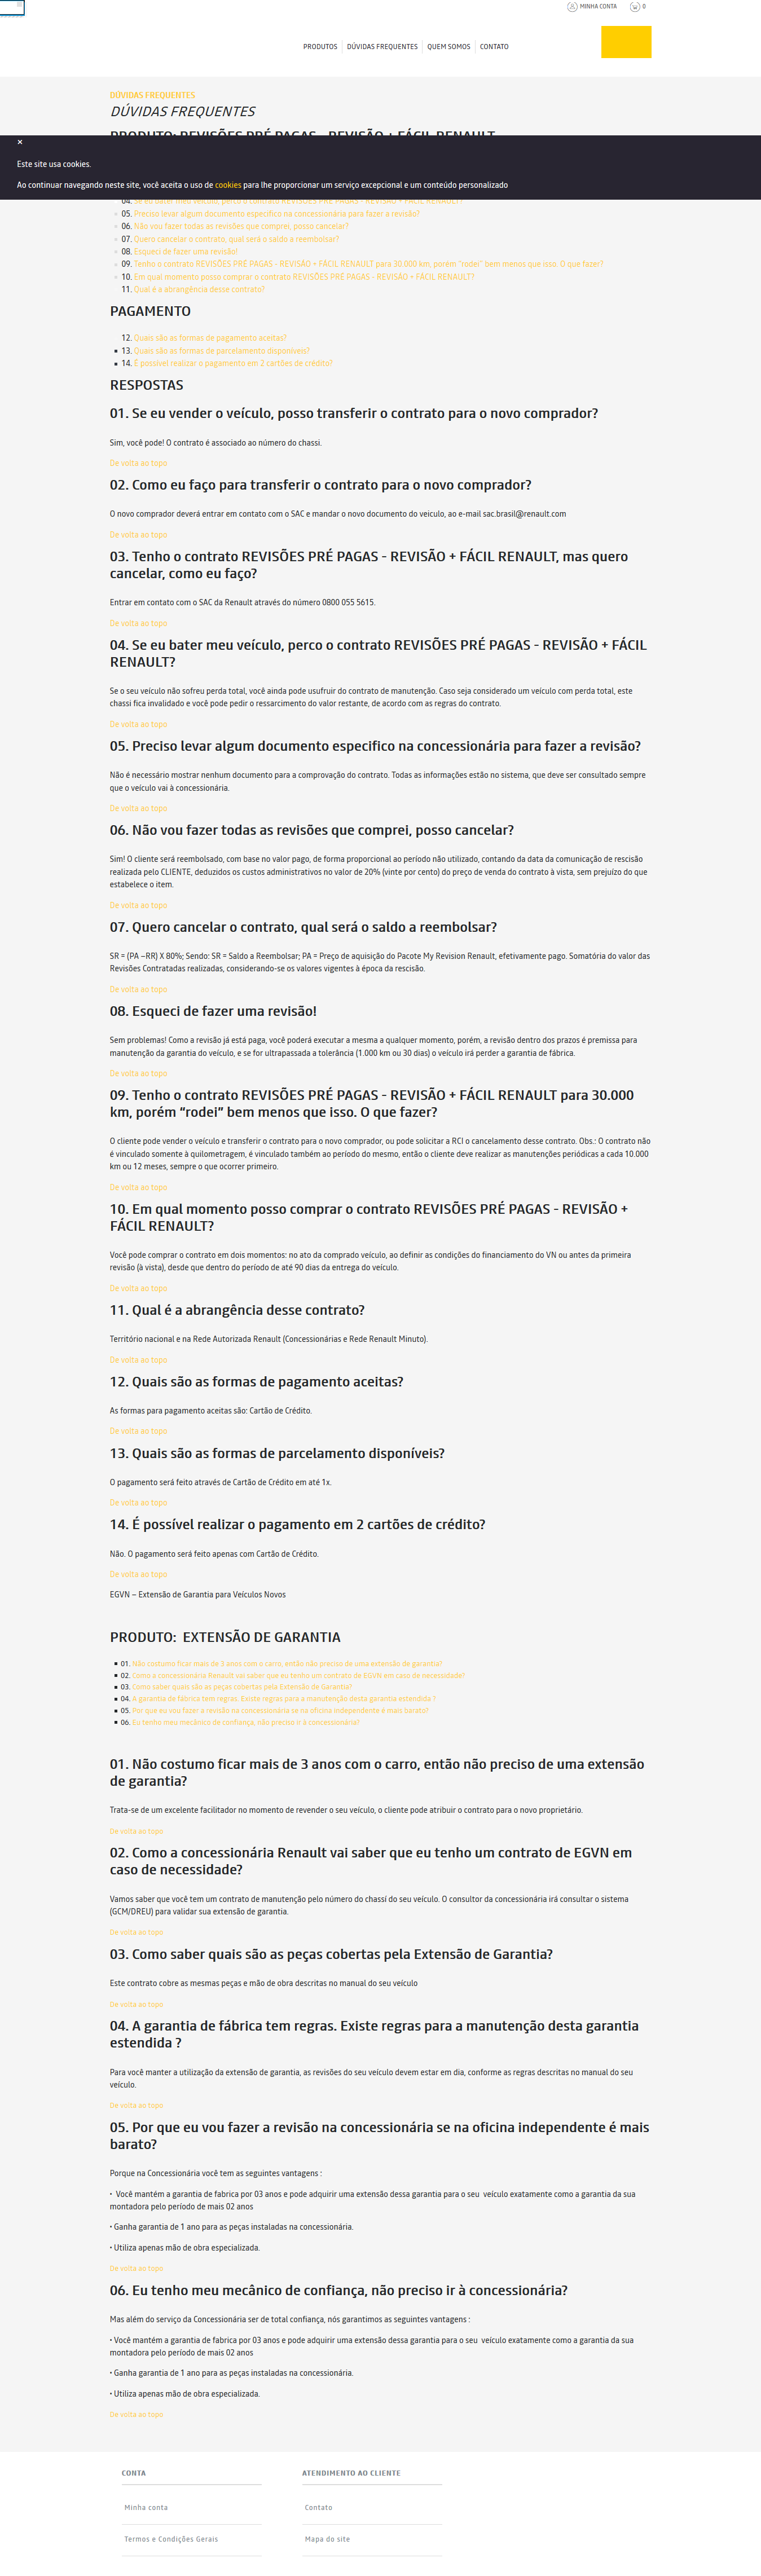 MINHA CONTA
0
PRODUTOS
DÚVIDAS FREQUENTES
QUEM SOMOS
CONTATO
DÚVIDAS FREQUENTES
DÚVIDAS FREQUENTES
PRODUTO: REVISÕES PRÉ PAGAS - REVISÃO + FÁCIL RENAULT
×
Este site usa cookies.
Ao continuar navegando neste site, você aceita o uso de cookies para lhe proporcionar um serviço excepcional e um conteúdo personalizado
04. Se eu bater meu veículo, perco o contrato REVISÕES PRÉ PAGAS - REVISÃO + FÁCIL RENAULT?
05. Preciso levar algum documento especifico na concessionária para fazer a revisão?
06. Não vou fazer todas as revisões que comprei, posso cancelar?
07. Quero cancelar o contrato, qual será o saldo a reembolsar?
08. Esqueci de fazer uma revisão!
09. Tenho o contrato REVISÕES PRÉ PAGAS - REVISÃO + FÁCIL RENAULT para 30.000 km, porém “rodei” bem menos que isso. O que fazer?
10. Em qual momento posso comprar o contrato REVISÕES PRÉ PAGAS - REVISÃO + FÁCIL RENAULT?
11. Qual é a abrangência desse contrato?
PAGAMENTO
12. Quais são as formas de pagamento aceitas?
13. Quais são as formas de parcelamento disponíveis?
14. É possível realizar o pagamento em 2 cartões de crédito?
RESPOSTAS
01. Se eu vender o veículo, posso transferir o contrato para o novo comprador?
Sim, você pode! O contrato é associado ao número do chassi.
De volta ao topo
02. Como eu faço para transferir o contrato para o novo comprador?
O novo comprador deverá entrar em contato com o SAC e mandar o novo documento do veiculo, ao e-mail sac.brasil@renault.com
De volta ao topo
03. Tenho o contrato REVISÕES PRÉ PAGAS - REVISÃO + FÁCIL RENAULT, mas quero
cancelar, como eu faço?
Entrar em contato com o SAC da Renault através do número 0800 055 5615.
De volta ao topo
04. Se eu bater meu veículo, perco o contrato REVISÕES PRÉ PAGAS - REVISÃO + FÁCIL
RENAULT?
Se o seu veículo não sofreu perda total, você ainda pode usufruir do contrato de manutenção. Caso seja considerado um veículo com perda total, este
chassi fica invalidado e você pode pedir o ressarcimento do valor restante, de acordo com as regras do contrato.
De volta ao topo
05. Preciso levar algum documento especifico na concessionária para fazer a revisão?
Não é necessário mostrar nenhum documento para a comprovação do contrato. Todas as informações estão no sistema, que deve ser consultado sempre
que o veículo vai à concessionária.
De volta ao topo
06. Não vou fazer todas as revisões que comprei, posso cancelar?
Sim! O cliente será reembolsado, com base no valor pago, de forma proporcional ao período não utilizado, contando da data da comunicação de rescisão
realizada pelo CLIENTE, deduzidos os custos administrativos no valor de 20% (vinte por cento) do preço de venda do contrato à vista, sem prejuízo do que
estabelece o item.
De volta ao topo
07. Quero cancelar o contrato, qual será o saldo a reembolsar?
SR = (PA –RR) X 80%; Sendo: SR = Saldo a Reembolsar; PA = Preço de aquisição do Pacote My Revision Renault, efetivamente pago. Somatória do valor das
Revisões Contratadas realizadas, considerando-se os valores vigentes à época da rescisão.
De volta ao topo
08. Esqueci de fazer uma revisão!
Sem problemas! Como a revisão já está paga, você poderá executar a mesma a qualquer momento, porém, a revisão dentro dos prazos é premissa para
manutenção da garantia do veículo, e se for ultrapassada a tolerância (1.000 km ou 30 dias) o veículo irá perder a garantia de fábrica.
De volta ao topo
09. Tenho o contrato REVISÕES PRÉ PAGAS - REVISÃO + FÁCIL RENAULT para 30.000
km, porém “rodei” bem menos que isso. O que fazer?
O cliente pode vender o veículo e transferir o contrato para o novo comprador, ou pode solicitar a RCI o cancelamento desse contrato. Obs.: O contrato não
é vinculado somente à quilometragem, é vinculado também ao período do mesmo, então o cliente deve realizar as manutenções periódicas a cada 10.000
km ou 12 meses, sempre o que ocorrer primeiro.
De volta ao topo
10. Em qual momento posso comprar o contrato REVISÕES PRÉ PAGAS - REVISÃO +
FÁCIL RENAULT?
Você pode comprar o contrato em dois momentos: no ato da comprado veículo, ao definir as condições do financiamento do VN ou antes da primeira
revisão (à vista), desde que dentro do período de até 90 dias da entrega do veículo.
De volta ao topo
11. Qual é a abrangência desse contrato?
Território nacional e na Rede Autorizada Renault (Concessionárias e Rede Renault Minuto).
De volta ao topo
12. Quais são as formas de pagamento aceitas?
As formas para pagamento aceitas são: Cartão de Crédito.
De volta ao topo
13. Quais são as formas de parcelamento disponíveis?
O pagamento será feito através de Cartão de Crédito em até 1x.
De volta ao topo
14. É possível realizar o pagamento em 2 cartões de crédito?
Não. O pagamento será feito apenas com Cartão de Crédito.
De volta ao topo
EGVN – Extensão de Garantia para Veículos Novos
PRODUTO: EXTENSÃO DE GARANTIA
01. Não costumo ficar mais de 3 anos com o carro, então não preciso de uma extensão de garantia?
02. Como a concessionária Renault vai saber que eu tenho um contrato de EGVN em caso de necessidade?
03. Como saber quais são as peças cobertas pela Extensão de Garantia?
04. A garantia de fábrica tem regras. Existe regras para a manutenção desta garantia estendida ?
05. Por que eu vou fazer a revisão na concessionária se na oficina independente é mais barato?
06. Eu tenho meu mecânico de confiança, não preciso ir à concessionária?
01. Não costumo ficar mais de 3 anos com o carro, então não preciso de uma extensão
de garantia?
Trata-se de um excelente facilitador no momento de revender o seu veículo, o cliente pode atribuir o contrato para o novo proprietário.
De volta ao topo
02. Como a concessionária Renault vai saber que eu tenho um contrato de EGVN em
caso de necessidade?
Vamos saber que você tem um contrato de manutenção pelo número do chassí do seu veículo. O consultor da concessionária irá consultar o sistema
(GCM/DREU) para validar sua extensão de garantia.
De volta ao topo
03. Como saber quais são as peças cobertas pela Extensão de Garantia?
Este contrato cobre as mesmas peças e mão de obra descritas no manual do seu veículo
De volta ao topo
04. A garantia de fábrica tem regras. Existe regras para a manutenção desta garantia
estendida ?
Para você manter a utilização da extensão de garantia, as revisões do seu veículo devem estar em dia, conforme as regras descritas no manual do seu
veículo.
De volta ao topo
05. Por que eu vou fazer a revisão na concessionária se na oficina independente é mais
barato?
Porque na Concessionária você tem as seguintes vantagens :
• Você mantém a garantia de fabrica por 03 anos e pode adquirir uma extensão dessa garantia para o seu veículo exatamente como a garantia da sua
montadora pelo período de mais 02 anos
• Ganha garantia de 1 ano para as peças instaladas na concessionária.
• Utiliza apenas mão de obra especializada.
De volta ao topo
06. Eu tenho meu mecânico de confiança, não preciso ir à concessionária?
Mas além do serviço da Concessionária ser de total confiança, nós garantimos as seguintes vantagens :
• Você mantém a garantia de fabrica por 03 anos e pode adquirir uma extensão dessa garantia para o seu veículo exatamente como a garantia da sua
montadora pelo período de mais 02 anos
• Ganha garantia de 1 ano para as peças instaladas na concessionária.
• Utiliza apenas mão de obra especializada.
De volta ao topo
CONTA
ATENDIMENTO AO CLIENTE
Minha conta
Contato
Termos e Condições Gerais
Mapa do site